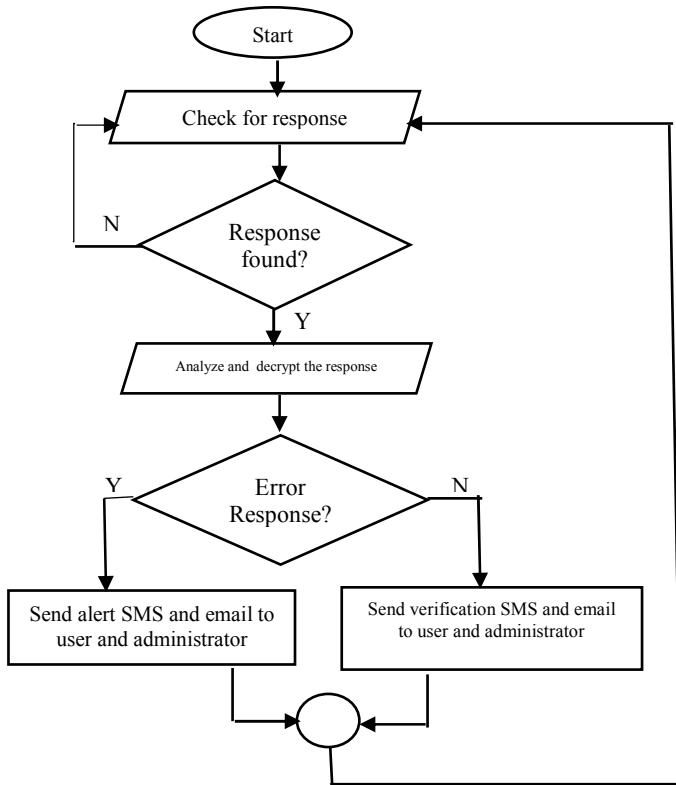 Start
Check for response
N
Response
found?
Y
Analyze and decrypt the response
Y
Error
Response?
N
Send alert SMS and email to
user and administrator
Send verification SMS and email
to user and administrator